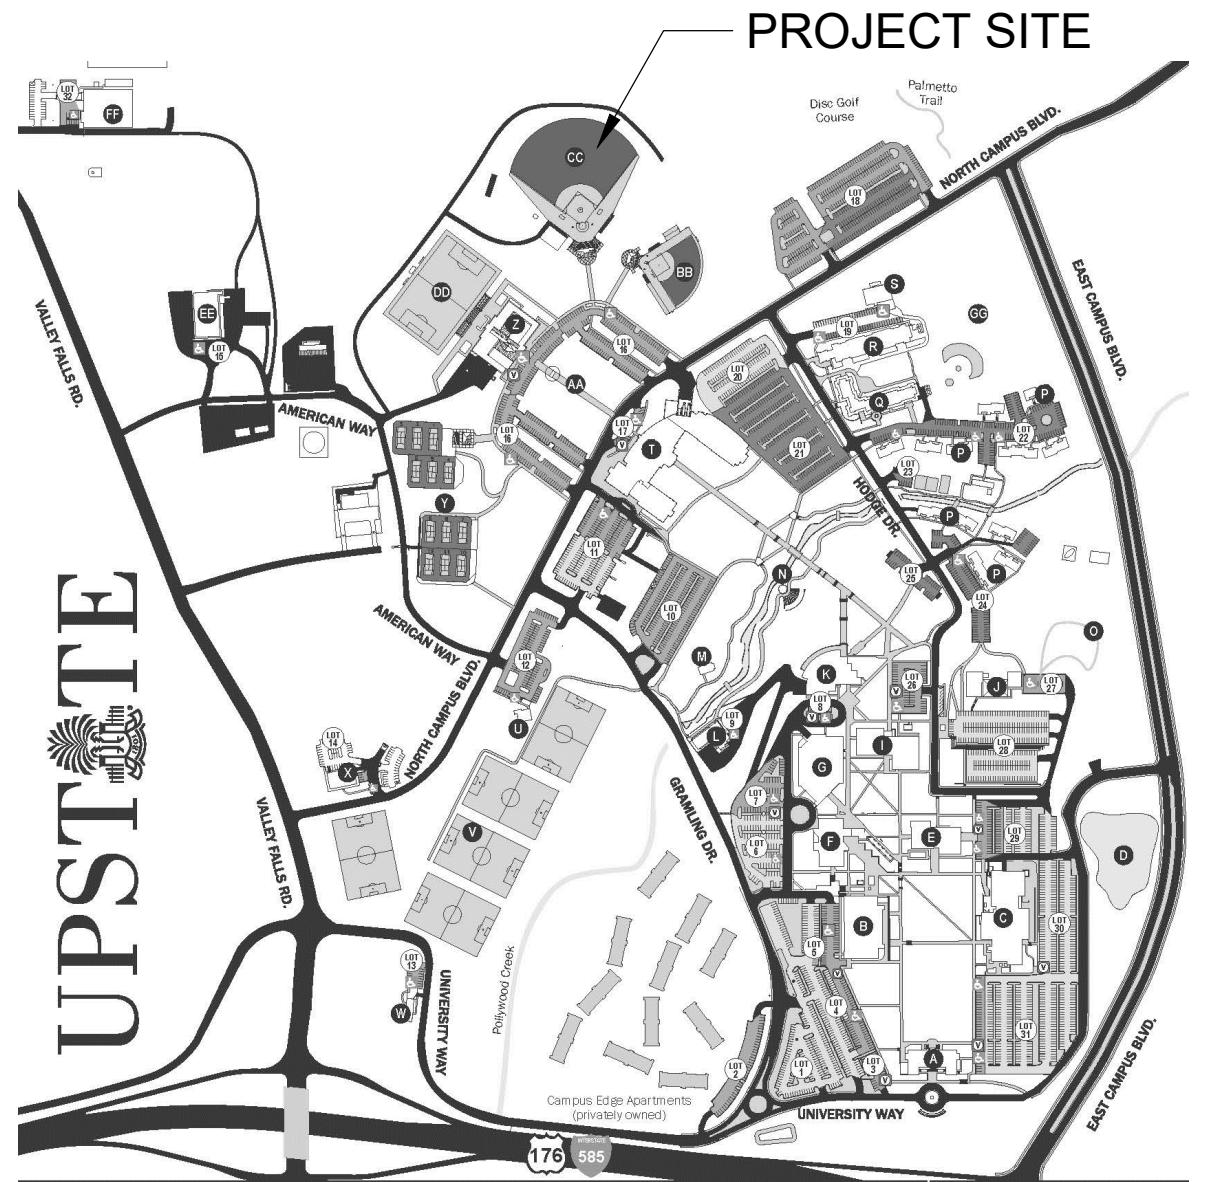 PROJECT SITE
LOT
32
FF
Disc Golf
Course
Palmetto
Trail
NORTH CAMPUS BLVD.
CC
LOT
18
BB
DD
EE
LOT
15
VALLEY FALLS RD.
EAST CAMPUS BLVD.
S
GG
Z
LOT
16
LOT
19
R
LOT
20
AA
Q
P
AMERICAN WAY
LOT
16
LOT
17
V
V
T
LOT
21
LOT
22
P
LOT
23
Y
HODGE DR.
P
LOT
11
LOT
25
P
N
LOT
10
LOT
24
O
AMERICAN WAY
LOT
12
M
K
LOT
26
V
J
LOT
27
NORTH CAMPUS BLVD.
U
LOT
8
V
LOT
9
L
I
LOT
28
UPSTATE
LOT
14
X
G
GRAMLING DR.
LOT
7
V
VALLEY FALLS RD.
V
LOT
6
F
E
V
LOT
29
D
C
B
LOT
5
LOT
30
V
V
LOT
13
W
UNIVERSITY WAY
Pollywood Creek
LOT
4
LOT
31
V
A
LOT
2
LOT
1
LOT
3
V
EAST CAMPUS BLVD.
Campus Edge Apartments
(privately owned)
UNIVERSITY WAY
176
INTERSTATE
585